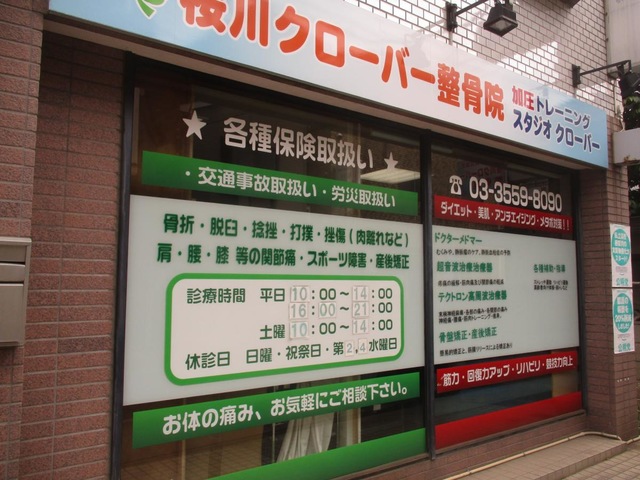 桜川クローバー整骨院
加圧トレーニング
スタジオ クローバー
★各種保険取扱い★
・交通事故取扱い・労災取扱い
骨折・脱臼・捻挫・打撲・挫傷(肉離れなど)
肩・腰・膝 等の関節痛・スポーツ障害・産後矯正
診療時間 平日 10:00〜14:00
16:00〜21:00
土曜 10:00〜14:00
休診日 日曜・祝祭日・第2,4水曜日
お体の痛み、お気軽にご相談下さい。
☎ 03-3559-8090
ダイエット・美肌・アンチエイジング・メタボ対策!!
ドクターメドマー
超音波治療器
各種補助・指導
テクトロン高周波治療器
骨盤矯正・産後矯正
筋力・回復力アップ・リハビリ・競技力向上
公明党
公明党